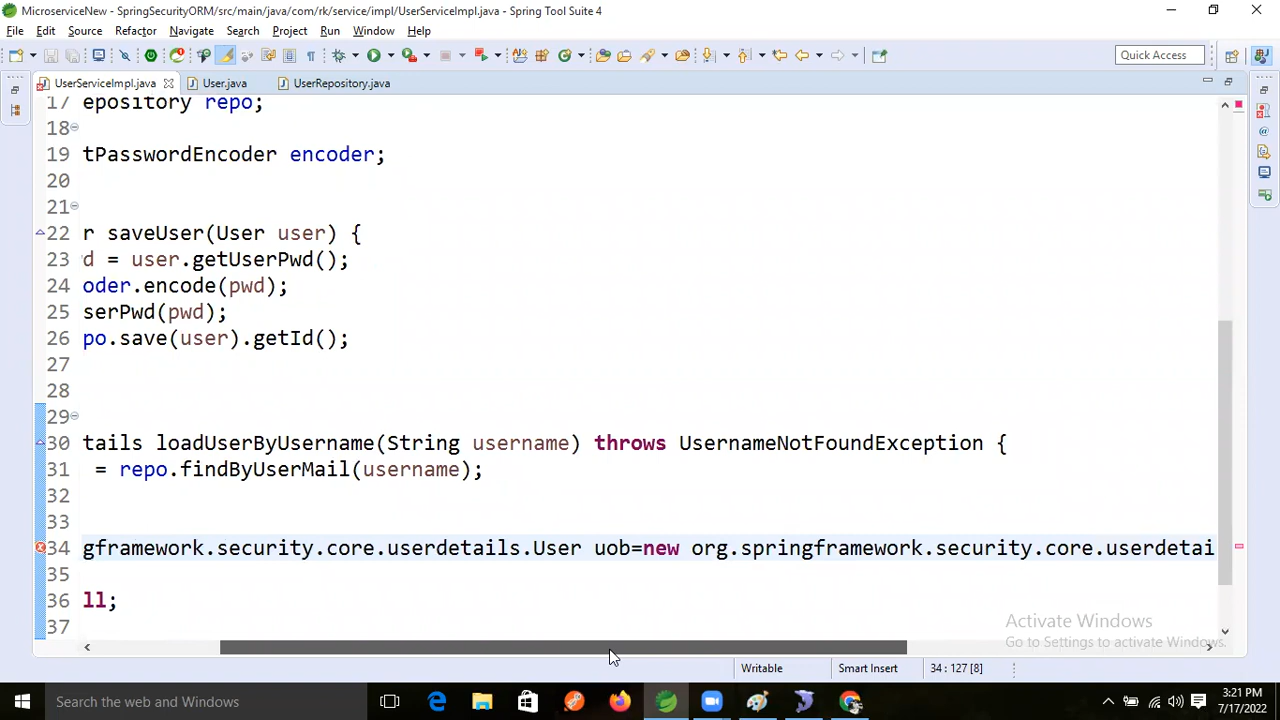 MicroserviceNew - SpringSecurityORM/src/main/java/com/rk/service/impl/UserServiceImpl.java - Spring Tool Suite 4
File Edit Source Refactor Navigate Search Project Run Window Help
Quick Access
UserServiceImpl.java User.java UserRepository.java
17 epository repo;
18
19 tPasswordEncoder encoder;
20
21
22 r saveUser(User user) {
23 d = user.getUserPwd();
24 oder.encode(pwd);
25 serPwd(pwd);
26 po.save(user).getId();
27
28
29
30 tails loadUserByUsername(String username) throws UsernameNotFoundException {
31 = repo.findByUserMail(username);
32
33
34 gframework.security.core.userdetails.User uob=new org.springframework.security.core.userdetai
35
36 ll;
37
Activate Windows
Go to Settings to activate Windows.
Writable Smart Insert 34 : 127 [8]
Search the web and Windows
3:21 PM
7/17/2022